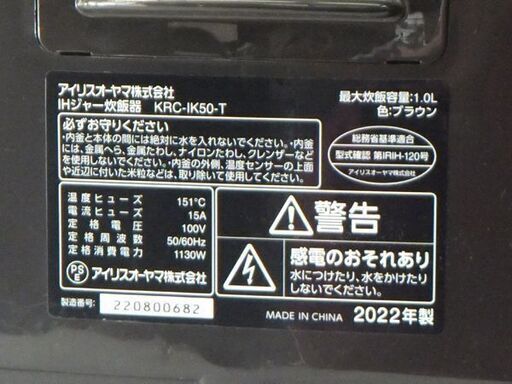 アイリスオーヤマ株式会社
IHジャー炊飯器 KRC-IK50-T
最大炊飯容量:1.0L
色:ブラウン
必ずお守りください
・内釜と本体の間には絶対に水を入れないでください。・内釜には、金属へら、金属たわし、ナイロンたわし、クレンザーなどを使用しないでください。・内釜の外側、温度センサーの上面や近辺に付いた米粒などは、取り除いて使用してください。
総務省基準適合
型式確認 第IRIH-120号
アイリスオーヤマ株式会社
温度ヒューズ 151℃
電流ヒューズ 15A
定格電圧 100V
定格周波数 50/60Hz
定格消費電力 1130W
PSE アイリスオーヤマ株式会社
製造番号: 220800682
警告
感電のおそれあり
水につけたり、水をかけたり
しないでください。
MADE IN CHINA 2022年製